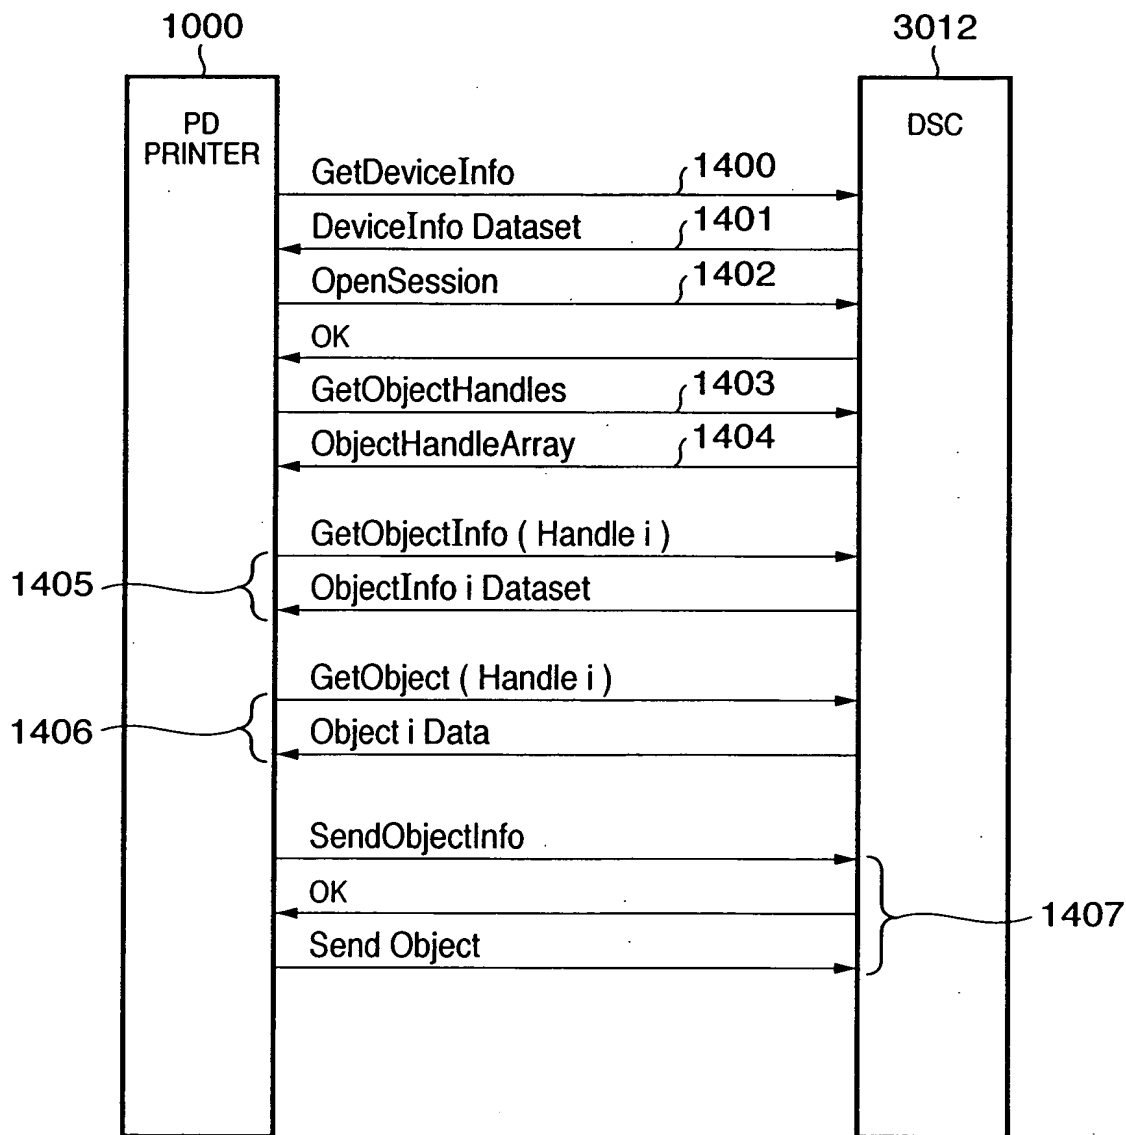 1000
3012
PD
PRINTER
DSC
GetDeviceInfo
1400
DeviceInfo Dataset
1401
OpenSession
1402
OK
GetObjectHandles
1403
ObjectHandleArray
1404
GetObjectInfo ( Handle i )
1405
ObjectInfo i Dataset
GetObject ( Handle i )
1406
Object i Data
SendObjectInfo
OK
1407
Send Object